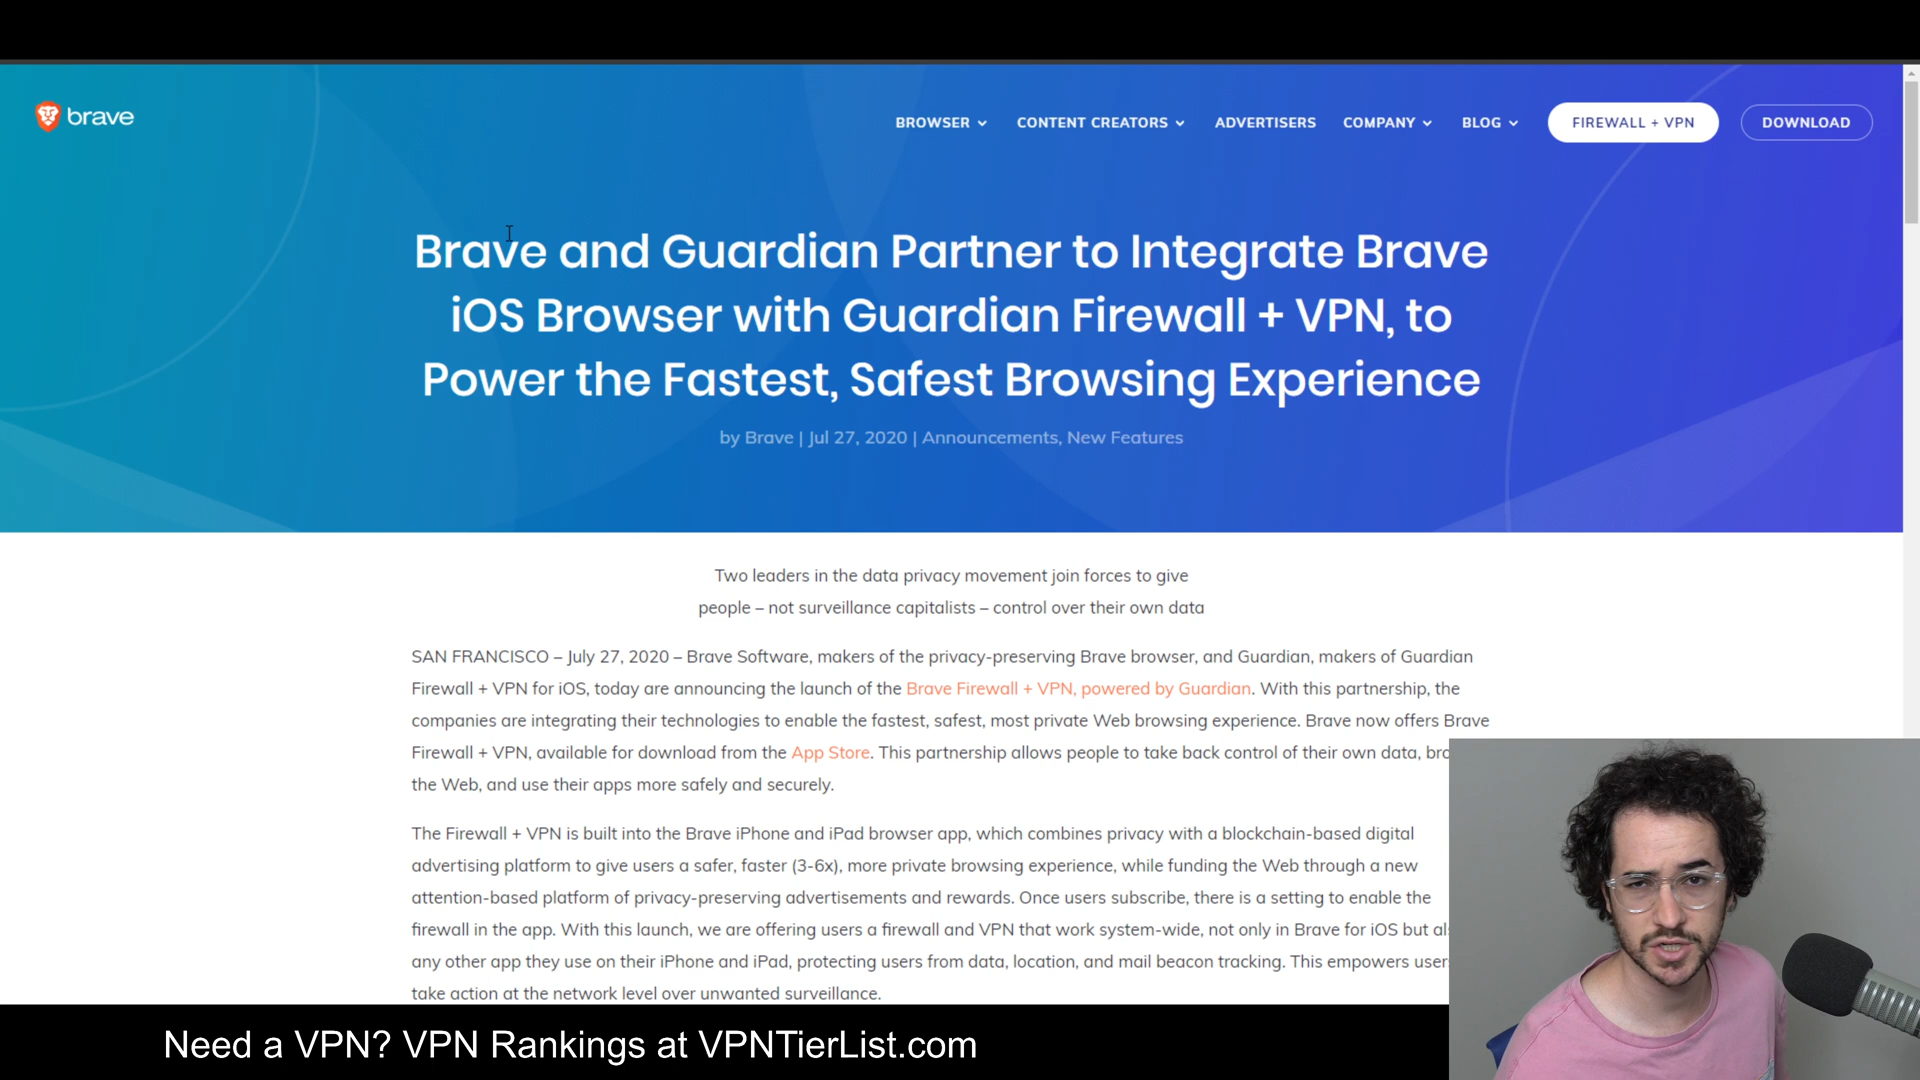 brave
BROWSER
CONTENT CREATORS
ADVERTISERS
COMPANY
BLOG
FIREWALL + VPN
DOWNLOAD
Brave and Guardian Partner to Integrate Brave
iOS Browser with Guardian Firewall + VPN, to
Power the Fastest, Safest Browsing Experience
by Brave | Jul 27, 2020 | Announcements, New Features
Two leaders in the data privacy movement join forces to give
people – not surveillance capitalists – control over their own data
SAN FRANCISCO – July 27, 2020 – Brave Software, makers of the privacy-preserving Brave browser, and Guardian, makers of Guardian
Firewall + VPN for iOS, today are announcing the launch of the Brave Firewall + VPN, powered by Guardian. With this partnership, the
companies are integrating their technologies to enable the fastest, safest, most private Web browsing experience. Brave now offers Brave
Firewall + VPN, available for download from the App Store. This partnership allows people to take back control of their own data,
the Web, and use their apps more safely and securely.
The Firewall + VPN is built into the Brave iPhone and iPad browser app, which combines privacy with a blockchain-based digital
advertising platform to give users a safer, faster (3-6x), more private browsing experience, while funding the Web through a new
attention-based platform of privacy-preserving advertisements and rewards. Once users subscribe, there is a setting to enable the
firewall in the app. With this launch, we are offering users a firewall and VPN that work system-wide, not only in Brave for iOS but
any other app they use on their iPhone and iPad, protecting users from data, location, and mail beacon tracking. This empowers
take action at the network level over unwanted surveillance.
Need a VPN? VPN Rankings at VPNTierList.com